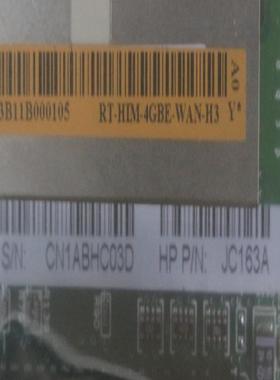 A0
3B11B000105 RT-HIM-4GBE-WAN-H3 Y*
S/N: CN1ABHC03D HP P/N: JC163A